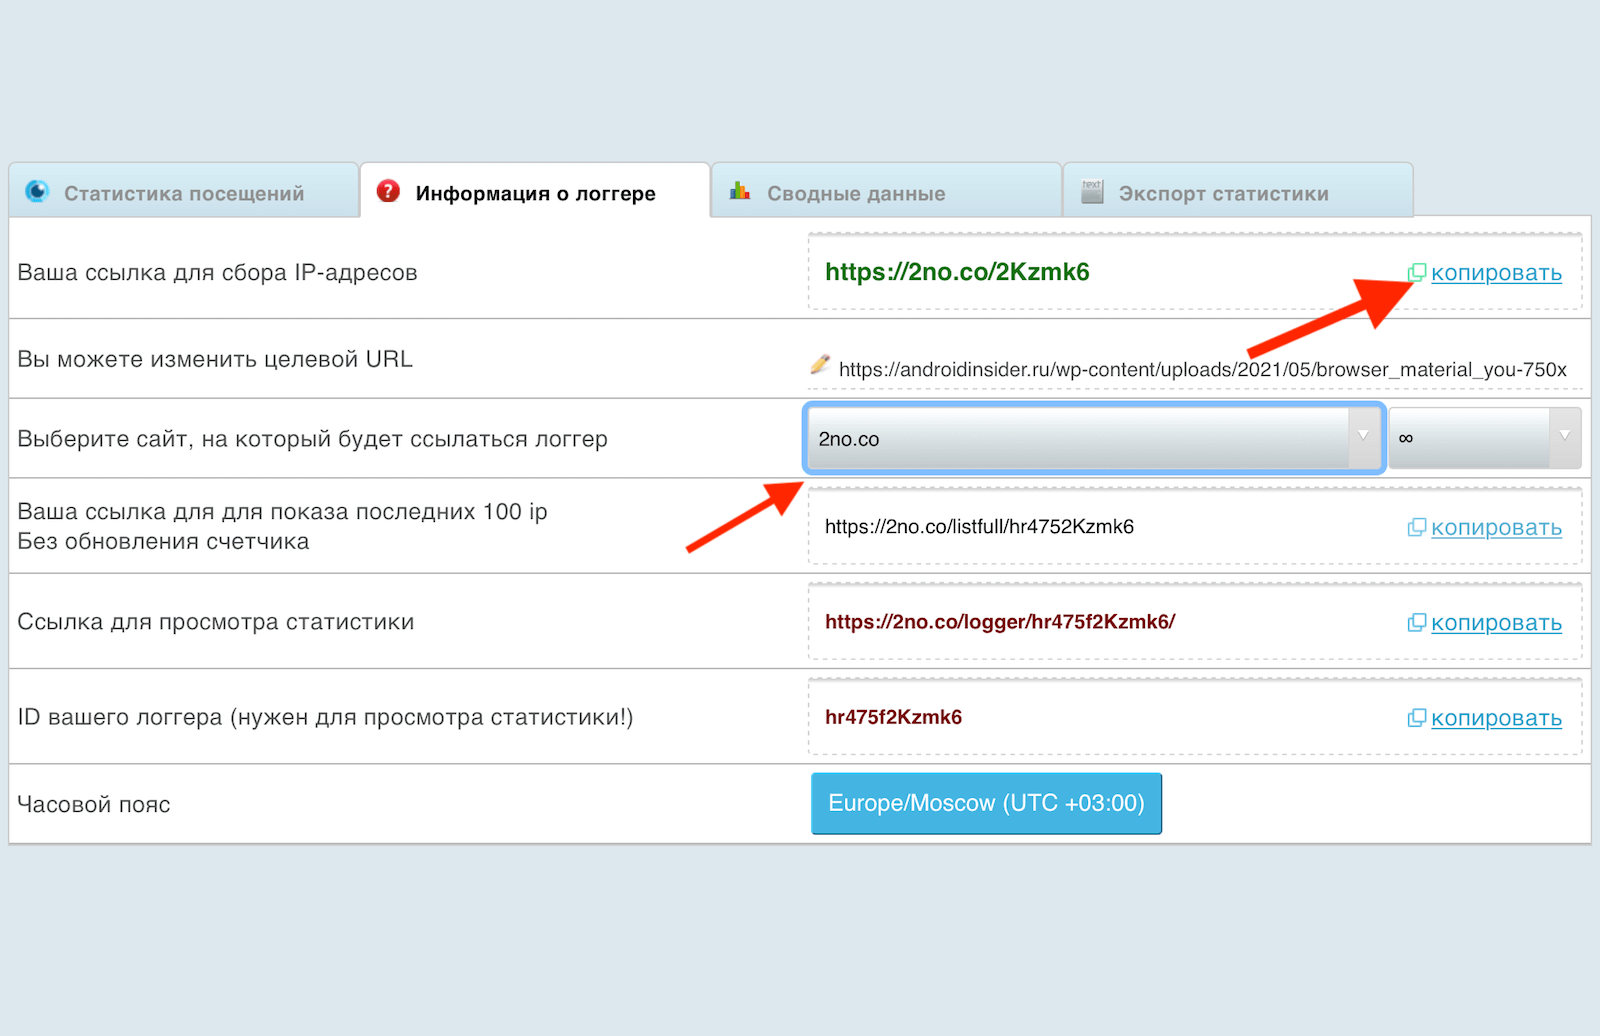 Статистика посещений
Информация о логгере
Сводные данные
text
Экспорт статистики
Ваша ссылка для сбора IP-адресов
https://2no.co/2Kzmk6
копировать
Вы можете изменить целевой URL
https://androidinsider.ru/wp-content/uploads/2021/05/browser_material_you-750x
Выберите сайт, на который будет ссылаться логгер
2no.co
∞
Ваша ссылка для для показа последних 100 ip
Без обновления счетчика
https://2no.co/listfull/hr4752Kzmk6
копировать
Ссылка для просмотра статистики
https://2no.co/logger/hr475f2Kzmk6/
копировать
ID вашего логгера (нужен для просмотра статистики!)
hr475f2Kzmk6
копировать
Часовой пояс
Europe/Moscow (UTC +03:00)